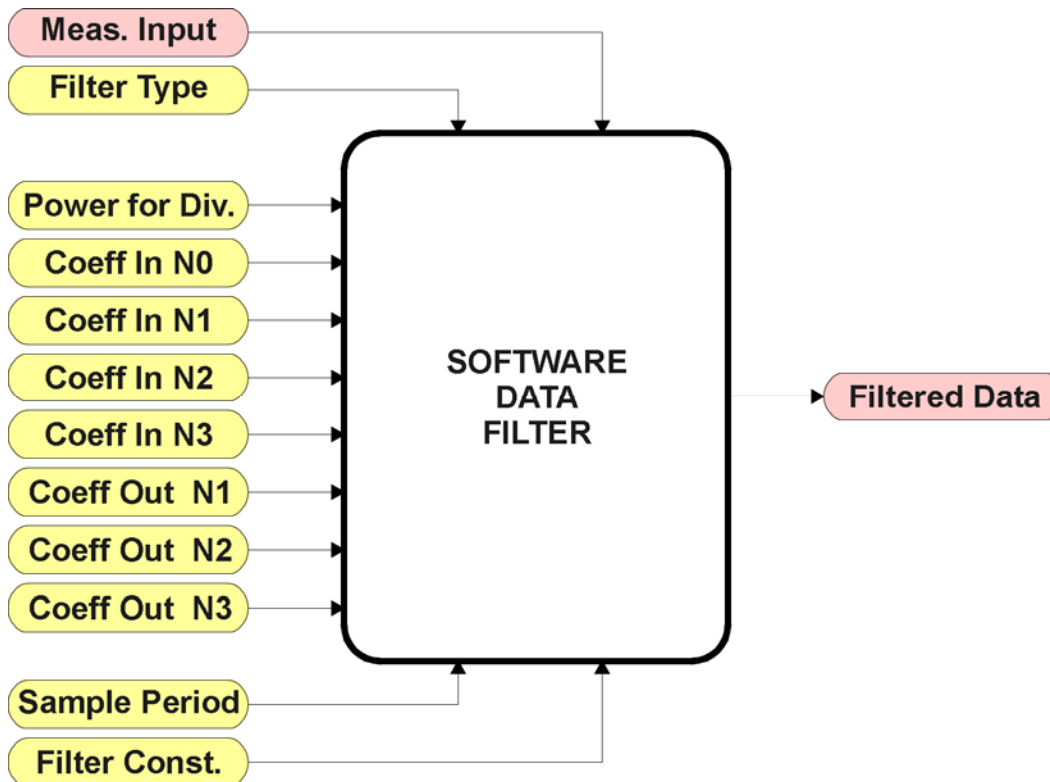 Meas. Input
Filter Type
Power for Div.
Coeff In N0
Coeff In N1
Coeff In N2
Coeff In N3
Coeff Out N1
Coeff Out N2
Coeff Out N3
Sample Period
Filter Const.
SOFTWARE
DATA
FILTER
Filtered Data